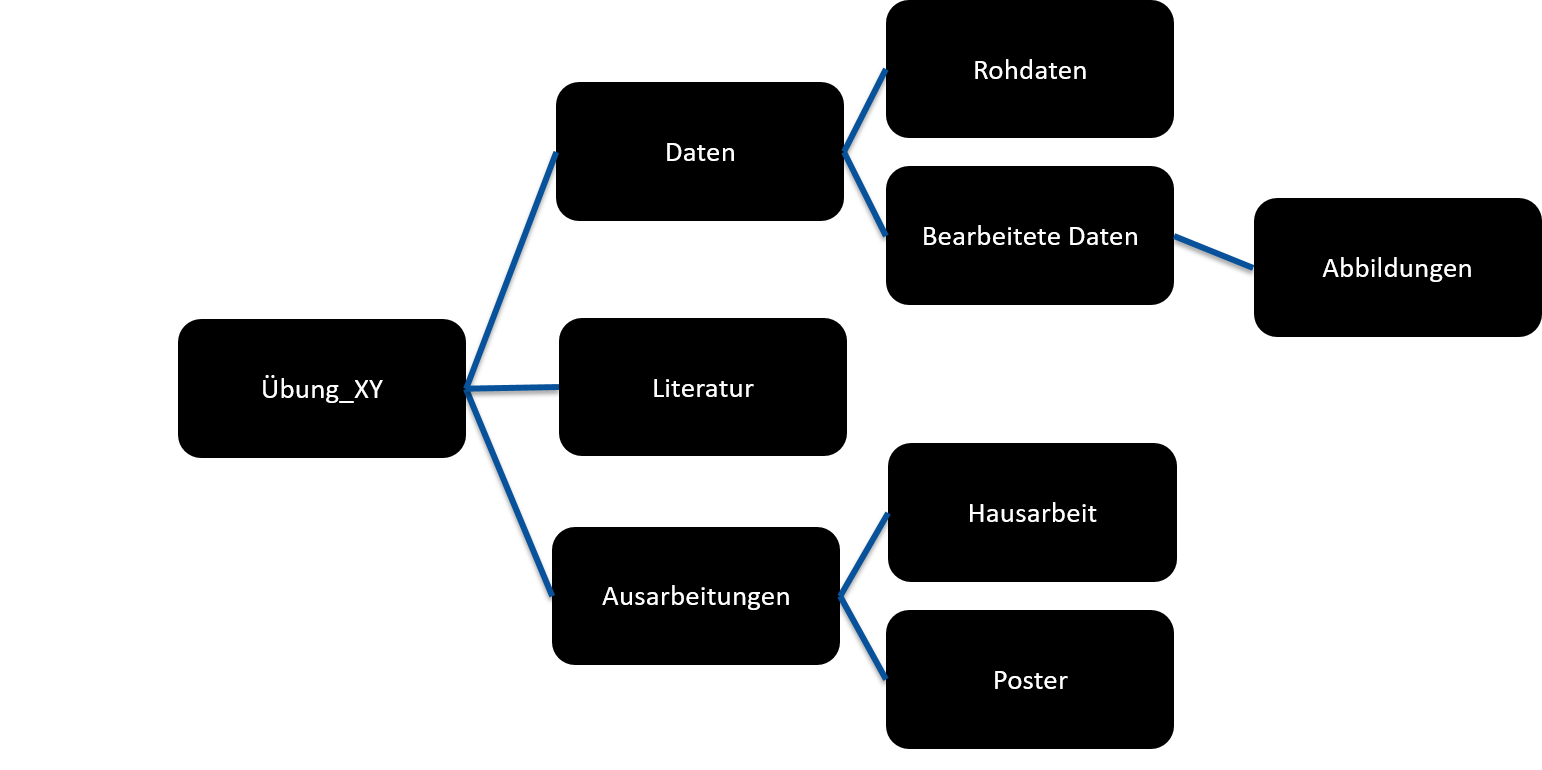 Rohdaten
Daten
Bearbeitete Daten
Abbildungen
Übung_XY
Literatur
Hausarbeit
Ausarbeitungen
Poster